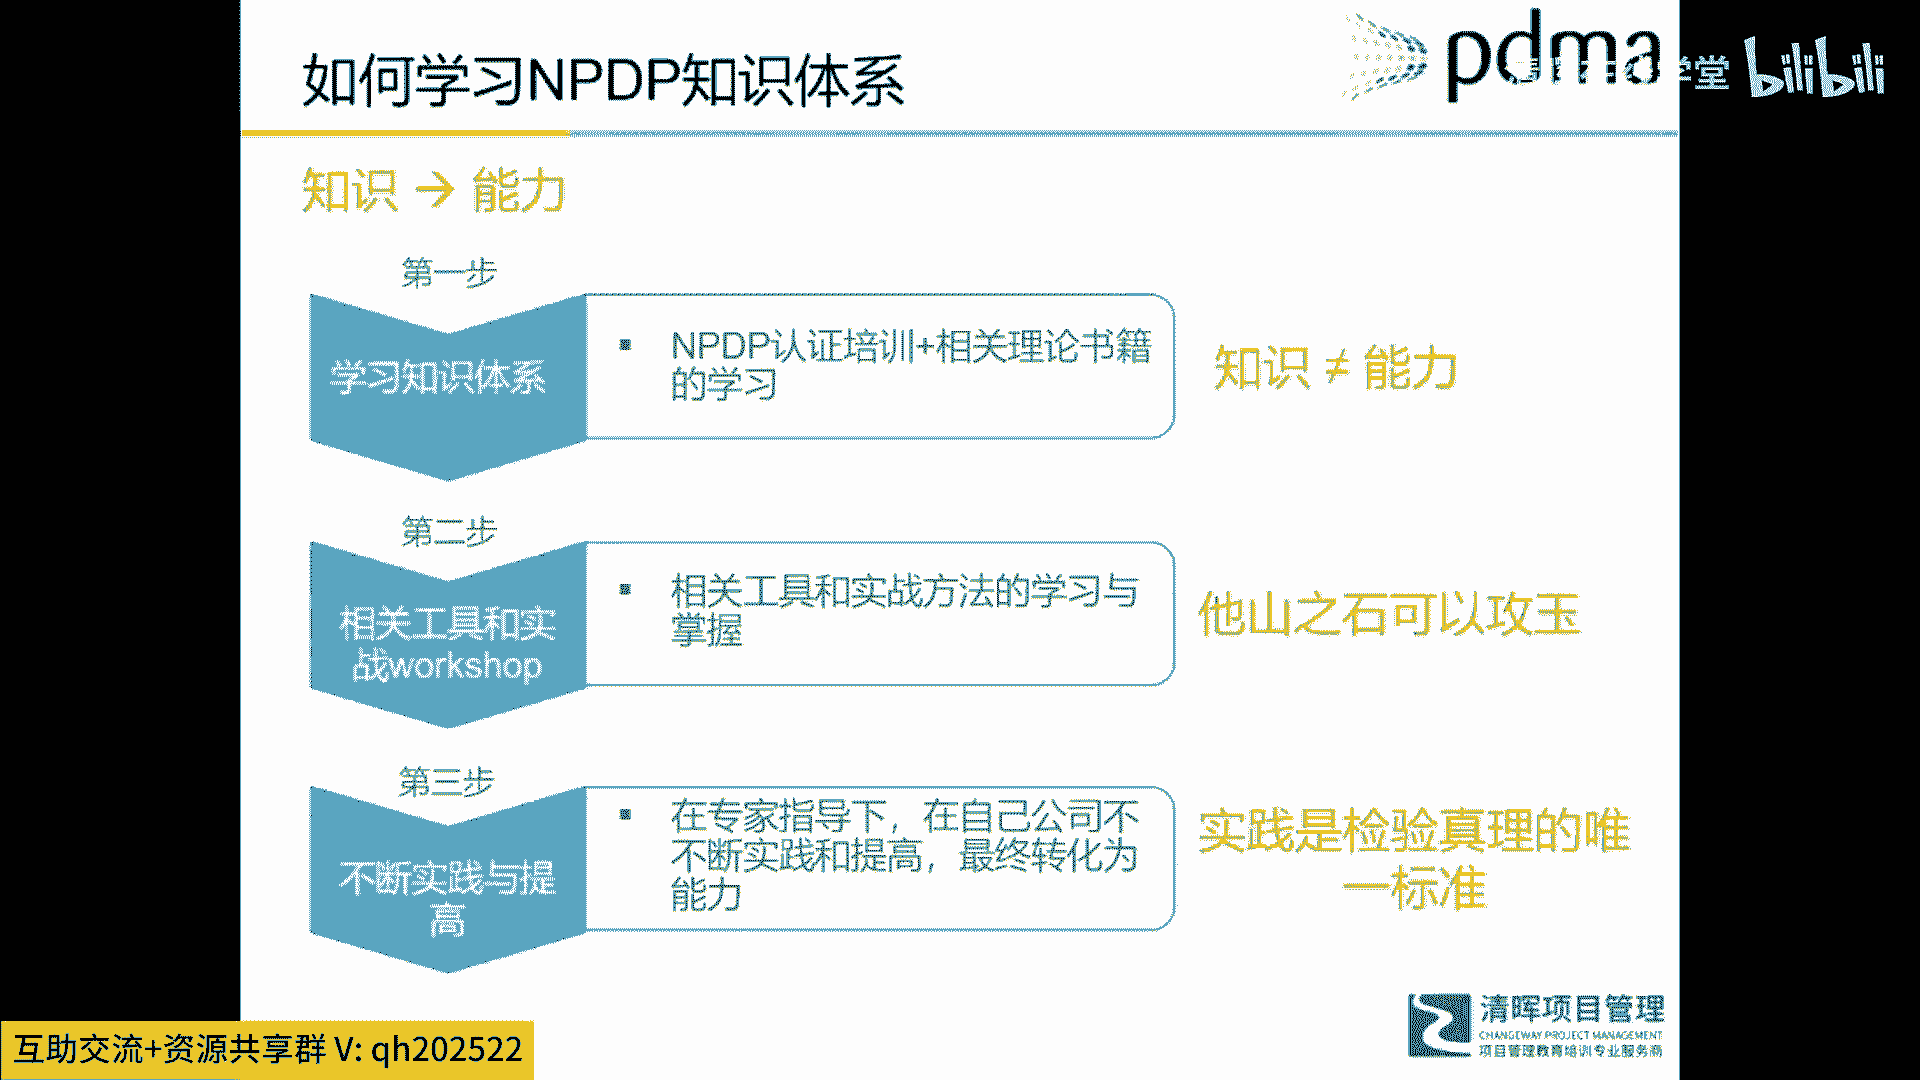 如何学习NPDP知识体系
pdma
学堂 bilibili
知识 → 能力
第一步
学习知识体系
▪ NPDP认证培训+相关理论书籍
的学习
知识 ≠ 能力
第二步
相关工具和实
战workshop
▪ 相关工具和实战方法的学习与
掌握
他山之石可以攻玉
第三步
不断实践与提
高
▪ 在专家指导下，在自己公司不
不断实践和提高，最终转化为
能力
实践是检验真理的唯
一标准
清晖项目管理
CHANGEWAY PROJECT MANAGEMENT
项目管理教育培训专业服务商
互助交流+资源共享群 V: qh202522